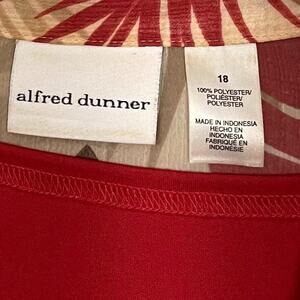 alfred dunner
18
100% POLYESTER
POLIÉSTER/
POLYESTER
MADE IN INDONESIA
HECHO EN
INDONESIA
FABRIQUÉ EN
INDONÉSIE